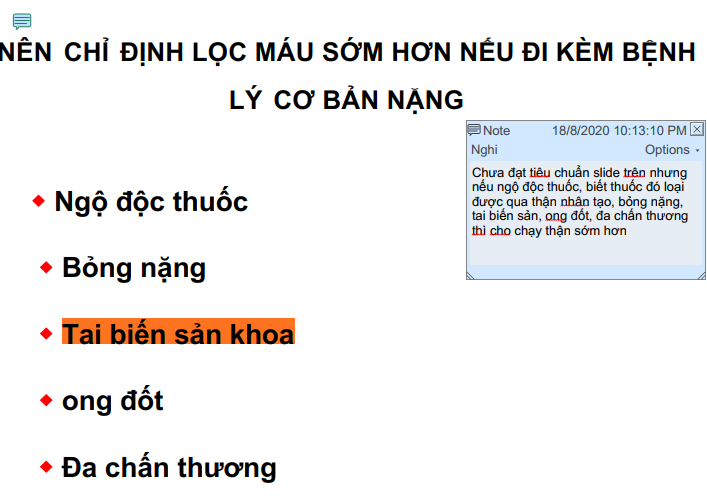 NÊN CHỈ ĐỊNH LỌC MÁU SỚM HƠN NẾU ĐI KÈM BỆNH
LÝ CƠ BẢN NẶNG
Note 18/8/2020 10:13:10 PM
Nghi Options
Chưa đạt tiêu chuẩn slide trên nhưng
nếu ngộ độc thuốc, biết thuốc đó loại
được qua thận nhân tạo, bỏng nặng,
tai biến sản, ong đốt, đa chấn thương
thì cho chạy thận sớm hơn
Ngộ độc thuốc
Bỏng nặng
Tai biến sản khoa
ong đốt
Đa chấn thương